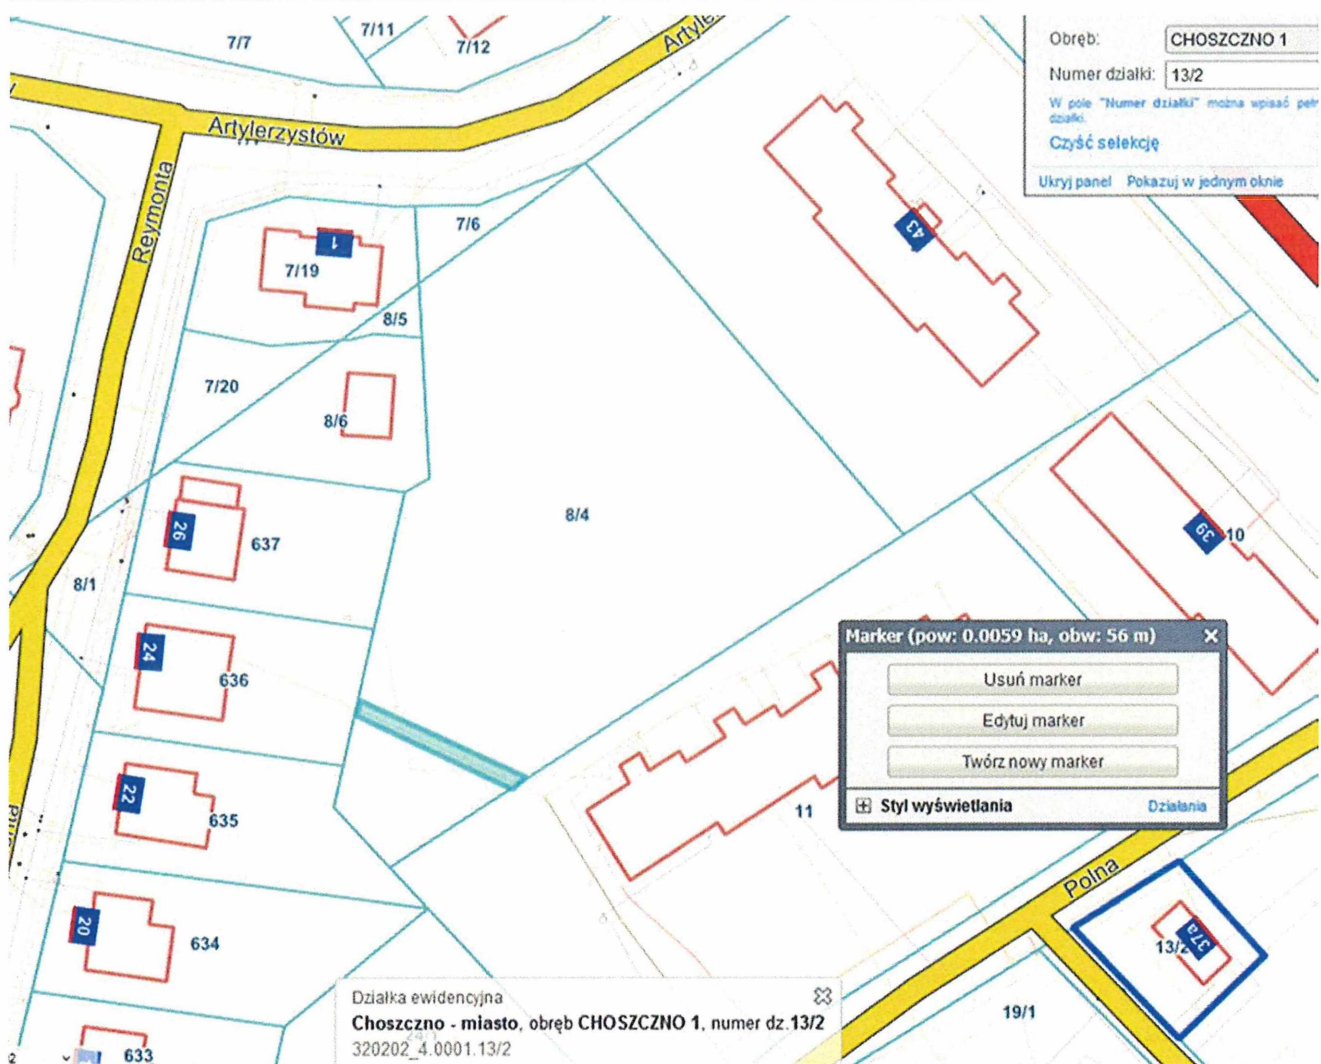 7/7
7/11
7/12
Artylerz
Obręb:
CHOSZCZNO 1
Numer działki:
13/2
W pole "Numer działki" można wpisać pełn
działki.
Czyść selekcję
Ukryj panel Pokazuj w jednym oknie
Artylerzystów
Reymonta
7/6
1
7/19
43
8/5
7/20
8/6
26
637
8/4
39
10
8/1
24
636
Marker (pow: 0.0059 ha, obw: 56 m)
Usuń marker
Edytuj marker
Twórz nowy marker
Styl wyświetlania
Działania
22
635
11
Polna
20
634
37a
13/2
19/1
633
Działka ewidencyjna
Choszczno - miasto, obręb CHOSZCZNO 1, numer dz.13/2
320202_4.0001.13/2